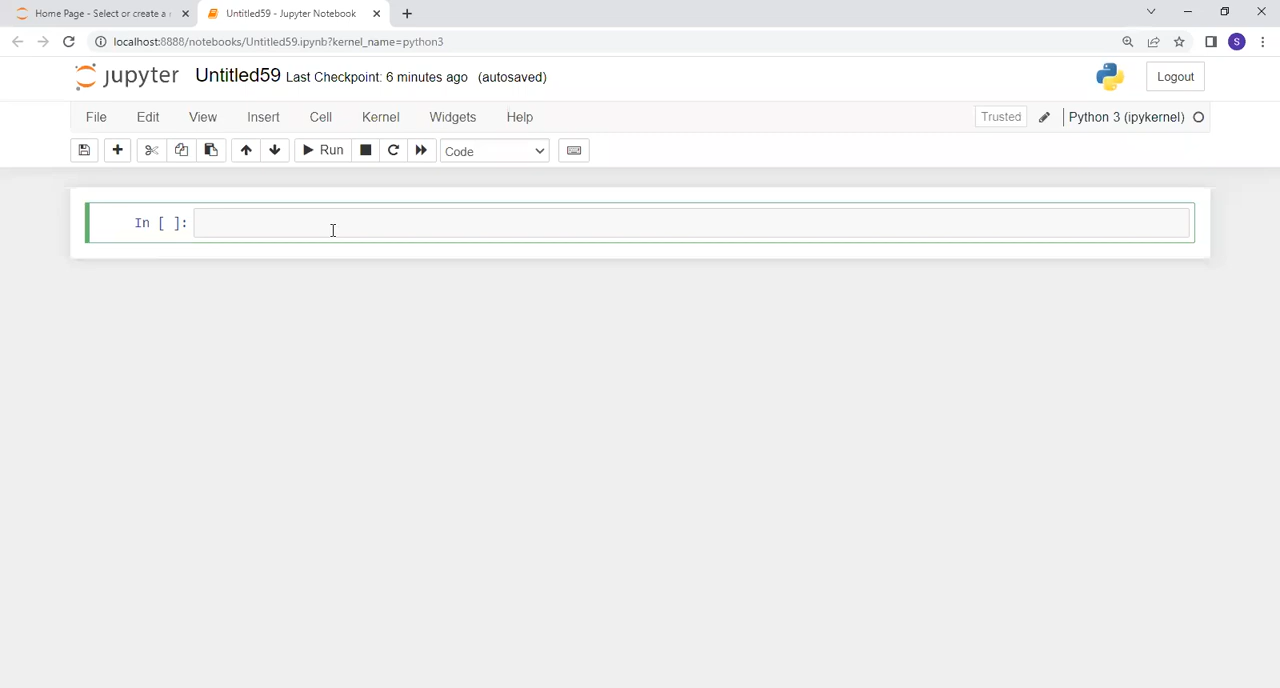 Home Page - Select or create a
Untitled59 - Jupyter Notebook
localhost:8888/notebooks/Untitled59.ipynb?kernel_name=python3
S
jupyter Untitled59 Last Checkpoint: 6 minutes ago (autosaved)
Logout
File Edit View Insert Cell Kernel Widgets Help
Trusted
Python 3 (ipykernel)
Run
Code
In [ ]: